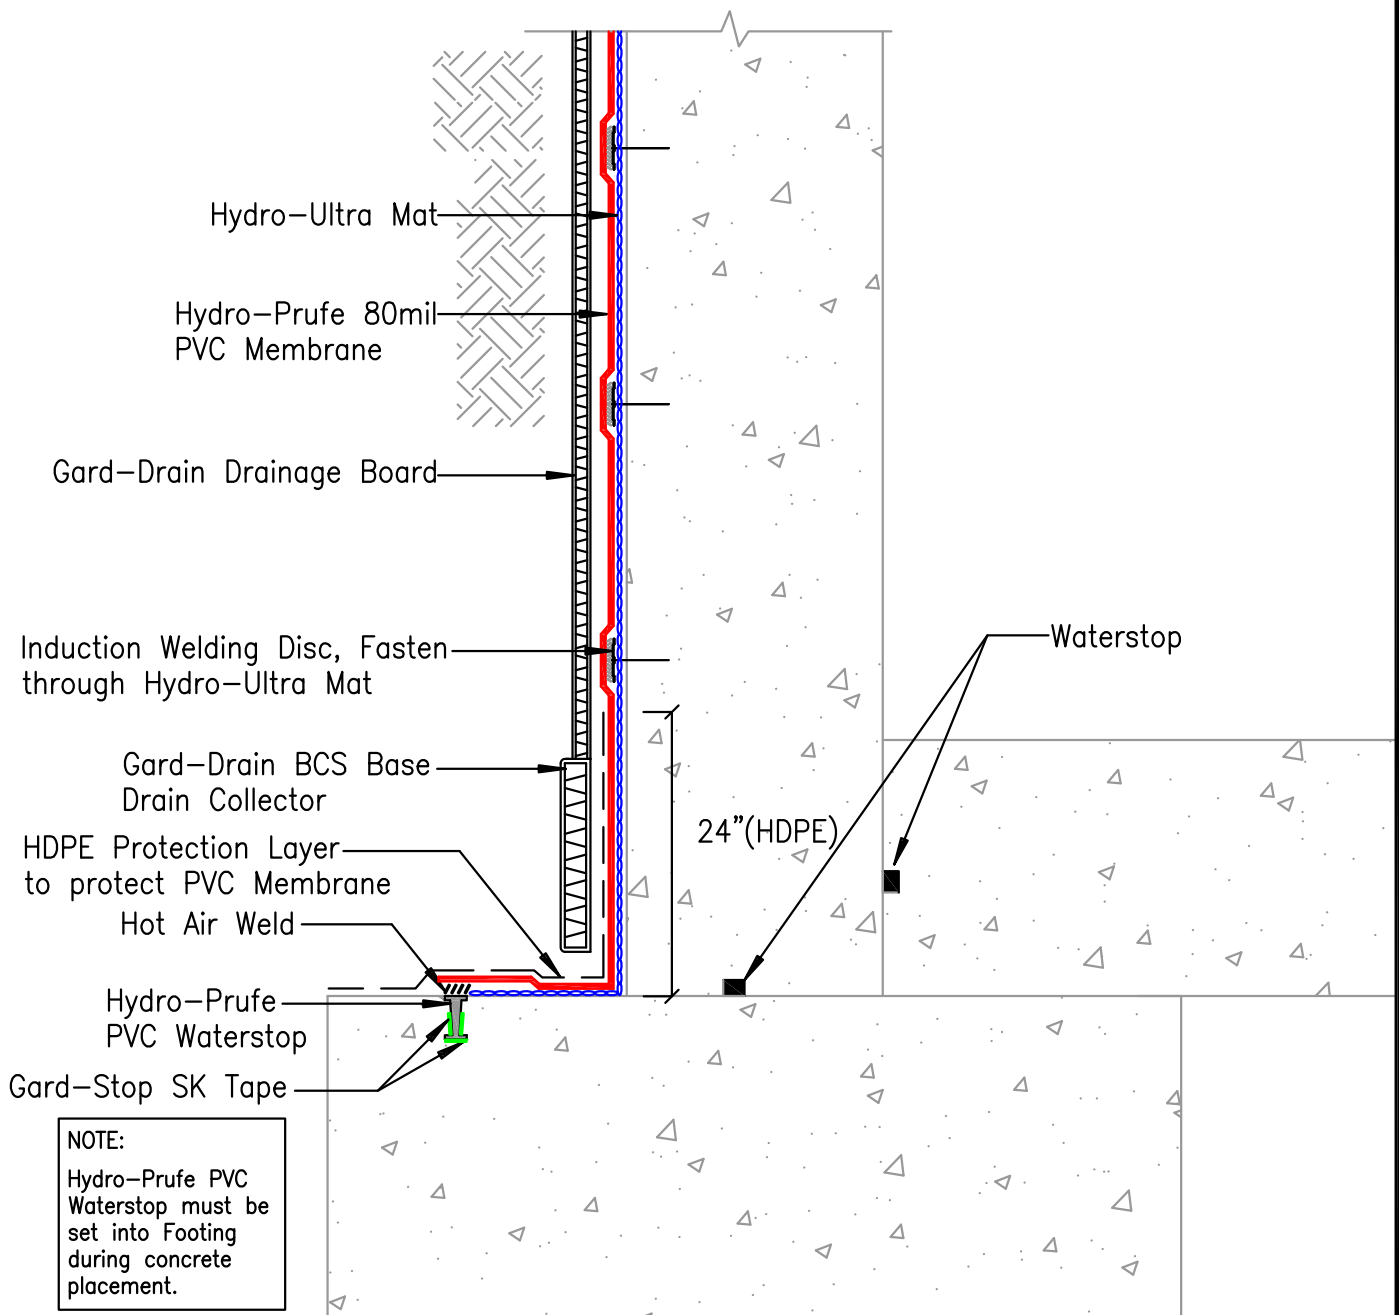 Hydro-Ultra Mat
Hydro-Prufe 80mil
PVC Membrane
Gard-Drain Drainage Board
Induction Welding Disc, Fasten
through Hydro-Ultra Mat
Waterstop
Gard-Drain BCS Base
Drain Collector
24"(HDPE)
HDPE Protection Layer
to protect PVC Membrane
Hot Air Weld
Hydro-Prufe
PVC Waterstop
Gard-Stop SK Tape
NOTE:
Hydro-Prufe PVC
Waterstop must be
set into Footing
during concrete
placement.